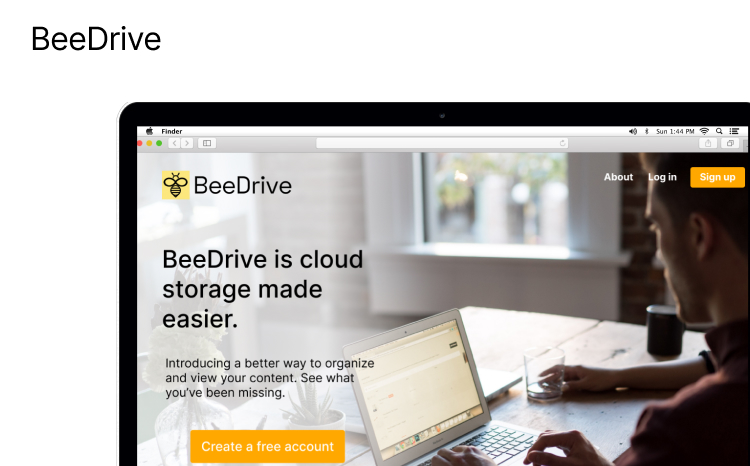 BeeDrive
Finder
Sun 1:44 PM
BeeDrive
About
Log in
Sign up
BeeDrive is cloud
storage made
easier.
Introducing a better way to organize
and view your content. See what
you've been missing.
Create a free account